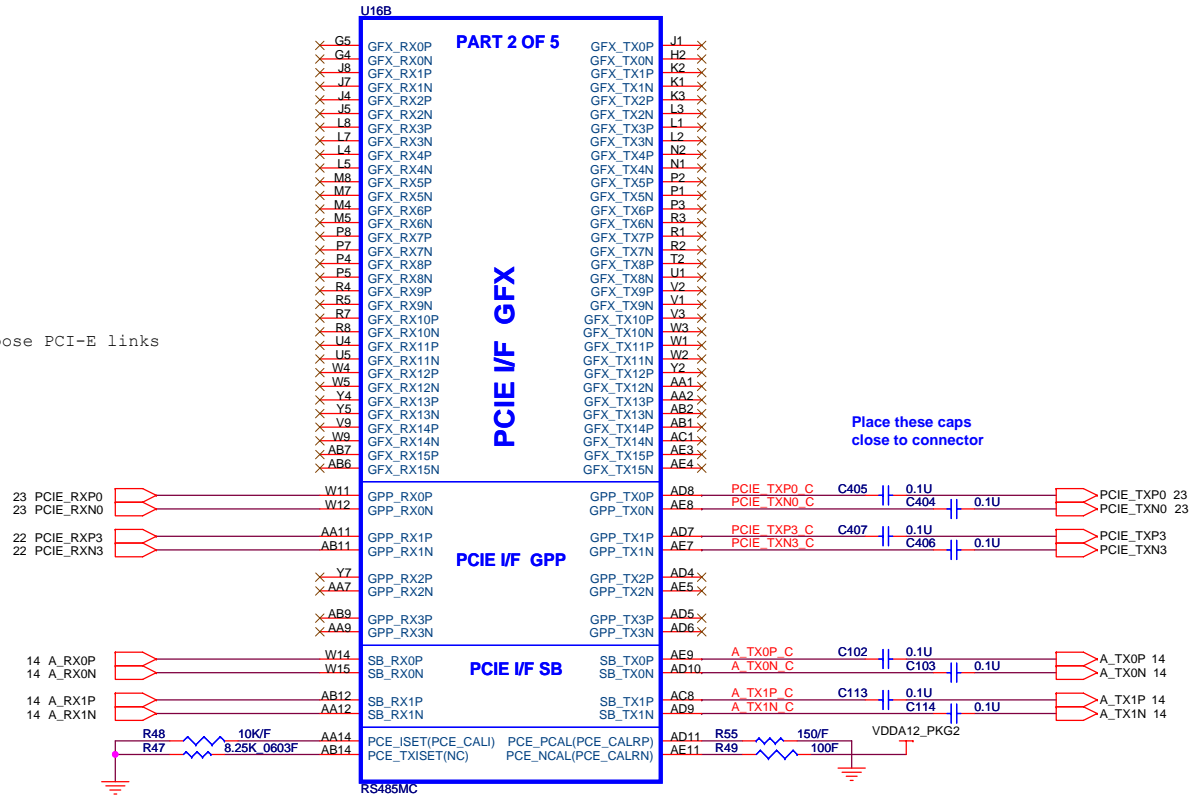 U16B
PART 2 OF 5
G5 GFX_RX0P GFX_TX0P J1
G4 GFX_RX0N GFX_TX0N H2
J8 GFX_RX1P GFX_TX1P K2
J7 GFX_RX1N GFX_TX1N K1
J4 GFX_RX2P GFX_TX2P K3
J5 GFX_RX2N GFX_TX2N L3
L8 GFX_RX3P GFX_TX3P L1
L7 GFX_RX3N GFX_TX3N L2
L4 GFX_RX4P GFX_TX4P N2
L5 GFX_RX4N GFX_TX4N N1
M8 GFX_RX5P GFX_TX5P P2
M7 GFX_RX5N GFX_TX5N P1
M4 GFX_RX6P GFX_TX6P P3
M5 GFX_RX6N GFX_TX6N R3
P8 GFX_RX7P GFX_TX7P R1
P7 GFX_RX7N GFX_TX7N R2
P4 GFX_RX8P GFX_TX8P T2
P5 GFX_RX8N GFX_TX8N U1
R4 GFX_RX9P GFX_TX9P V2
R5 GFX_RX9N GFX_TX9N V1
R7 GFX_RX10P GFX_TX10P V3
R8 GFX_RX10N GFX_TX10N W3
U4 GFX_RX11P GFX_TX11P W1
U5 GFX_RX11N GFX_TX11N W2
W4 GFX_RX12P GFX_TX12P Y2
W5 GFX_RX12N GFX_TX12N AA1
Y4 GFX_RX13P GFX_TX13P AA2
Y5 GFX_RX13N GFX_TX13N AB2
V9 GFX_RX14P GFX_TX14P AB1
W9 GFX_RX14N GFX_TX14N AC1
AB7 GFX_RX15P GFX_TX15P AE3
AB6 GFX_RX15N GFX_TX15N AE4
PCIE I/F GFX
ose PCI-E links
Place these caps
close to connector
23 PCIE_RXP0 W11 GPP_RX0P GPP_TX0P AD8 PCIE_TXP0_C C405 0.1U PCIE_TXP0 23
23 PCIE_RXN0 W12 GPP_RX0N GPP_TX0N AE8 PCIE_TXN0_C C404 0.1U PCIE_TXN0 23
22 PCIE_RXP3 AA11 GPP_RX1P GPP_TX1P AD7 PCIE_TXP3_C C407 0.1U PCIE_TXP3
22 PCIE_RXN3 AB11 GPP_RX1N GPP_TX1N AE7 PCIE_TXN3_C C406 0.1U PCIE_TXN3
PCIE I/F GPP
Y7 GPP_RX2P GPP_TX2P AD4
AA7 GPP_RX2N GPP_TX2N AE5
AB9 GPP_RX3P GPP_TX3P AD5
AA9 GPP_RX3N GPP_TX3N AD6
14 A_RX0P W14 SB_RX0P SB_TX0P AE9 A_TX0P_C C102 0.1U A_TX0P 14
PCIE I/F SB
14 A_RX0N W15 SB_RX0N SB_TX0N AD10 A_TX0N_C C103 0.1U A_TX0N 14
14 A_RX1P AB12 SB_RX1P SB_TX1P AC8 A_TX1P_C C113 0.1U A_TX1P 14
14 A_RX1N AA12 SB_RX1N SB_TX1N AD9 A_TX1N_C C114 0.1U A_TX1N 14
VDDA12_PKG2
R48 10K/F AA14 PCE_ISET(PCE_CALI) PCE_PCAL(PCE_CALRP) AD11 R55 150/F
R47 8.25K_0603F AB14 PCE_TXISET(NC) PCE_NCAL(PCE_CALRN) AE11 R49 100F
RS485MC